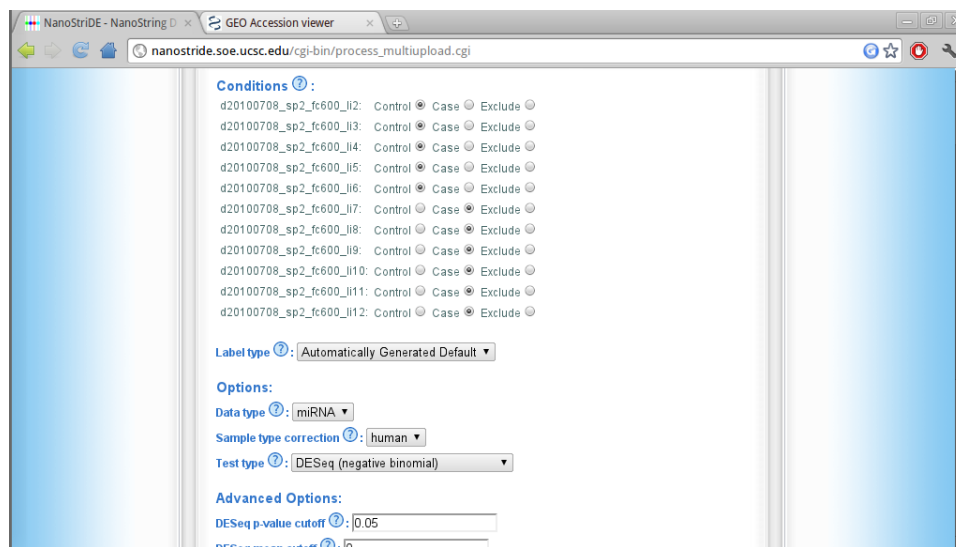 NanoStriDE - NanoString D
GEO Accession viewer
nanostride.soe.ucsc.edu/cgi-bin/process_multiupload.cgi
Conditions ? :
d20100708_sp2_fc600_li2: Control Case Exclude
d20100708_sp2_fc600_li3: Control Case Exclude
d20100708_sp2_fc600_li4: Control Case Exclude
d20100708_sp2_fc600_li5: Control Case Exclude
d20100708_sp2_fc600_li6: Control Case Exclude
d20100708_sp2_fc600_li7: Control Case Exclude
d20100708_sp2_fc600_li8: Control Case Exclude
d20100708_sp2_fc600_li9: Control Case Exclude
d20100708_sp2_fc600_li10: Control Case Exclude
d20100708_sp2_fc600_li11: Control Case Exclude
d20100708_sp2_fc600_li12: Control Case Exclude
Label type ? : Automatically Generated Default
Options:
Data type ? : miRNA
Sample type correction ? : human
Test type ? : DESeq (negative binomial)
Advanced Options:
DESeq p-value cutoff ? : 0.05
DESeq mean cutoff ? : 0